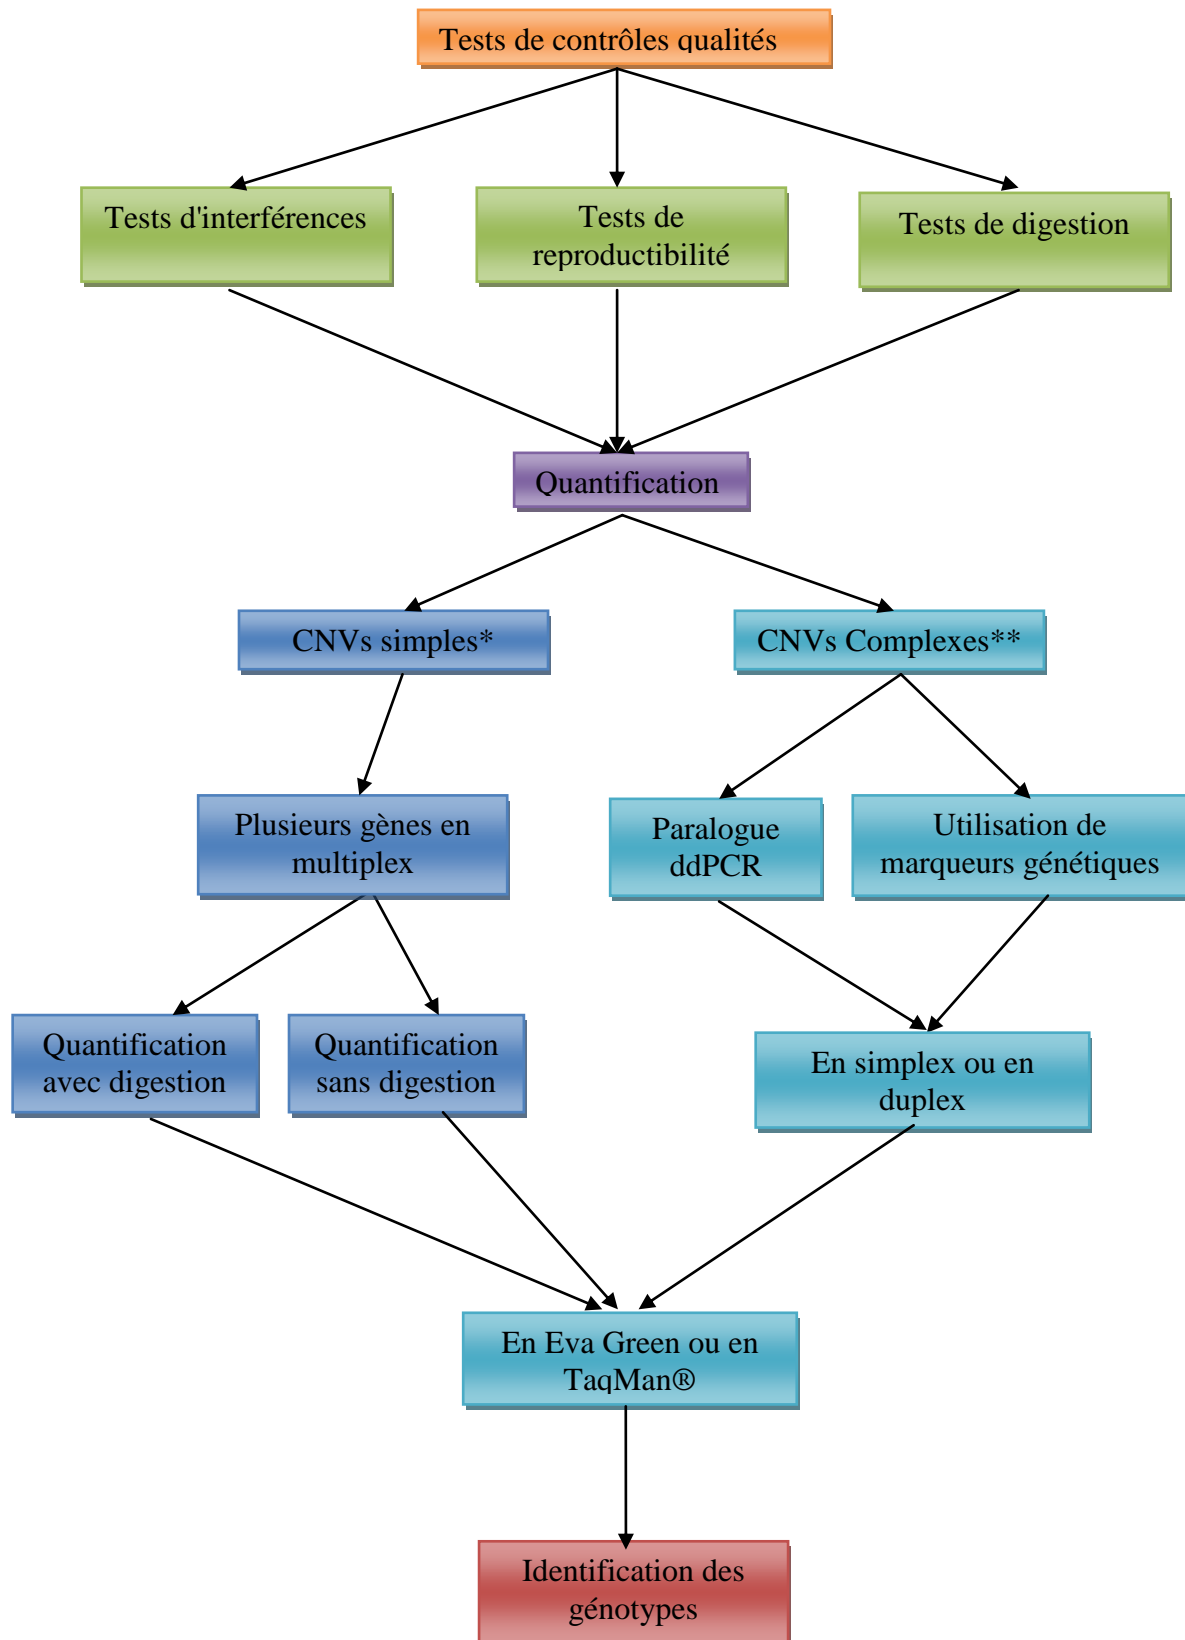 Tests de contrôles qualités
Tests d'interférences
Tests de
reproductibilité
Tests de digestion
Quantification
CNVs simples*
CNVs Complexes**
Plusieurs gènes en
multiplex
Paralogue
ddPCR
Utilisation de
marqueurs génétiques
Quantification
avec digestion
Quantification
sans digestion
En simplex ou en
duplex
En Eva Green ou en
TaqMan®
Identification des
génotypes